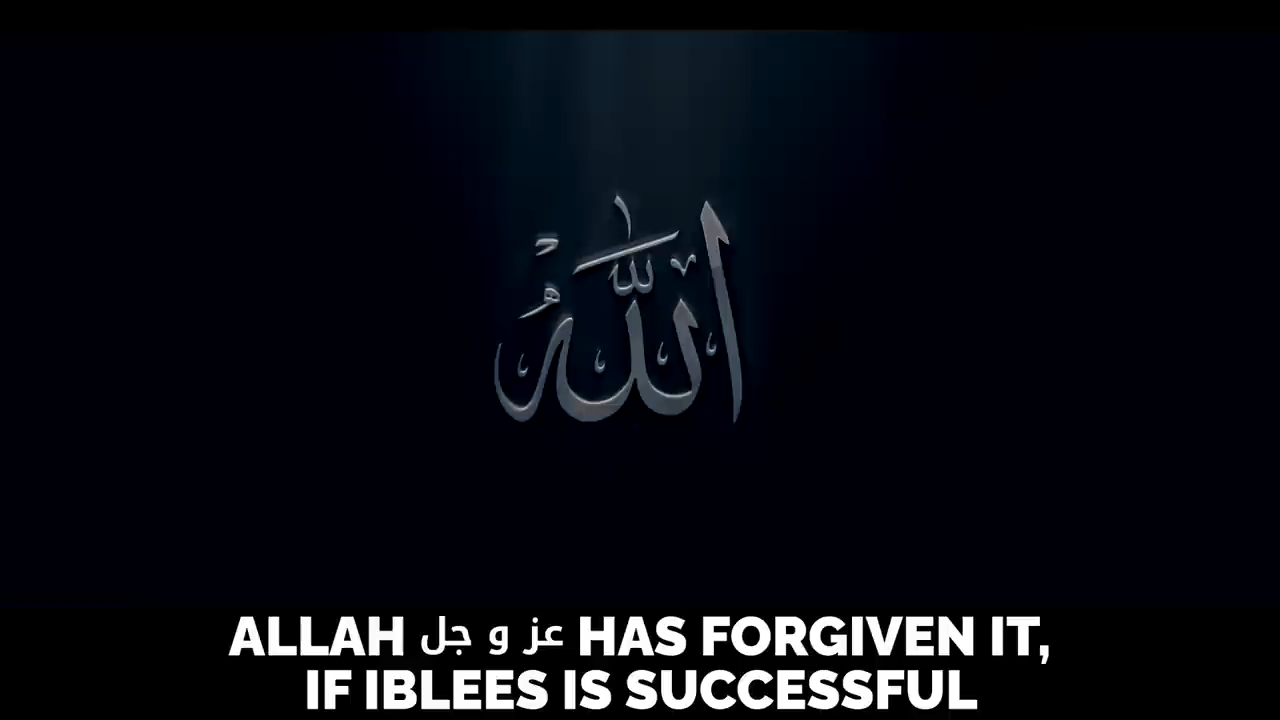 اللهُ
ALLAH عز و جل HAS FORGIVEN IT,
IF IBLEES IS SUCCESSFUL